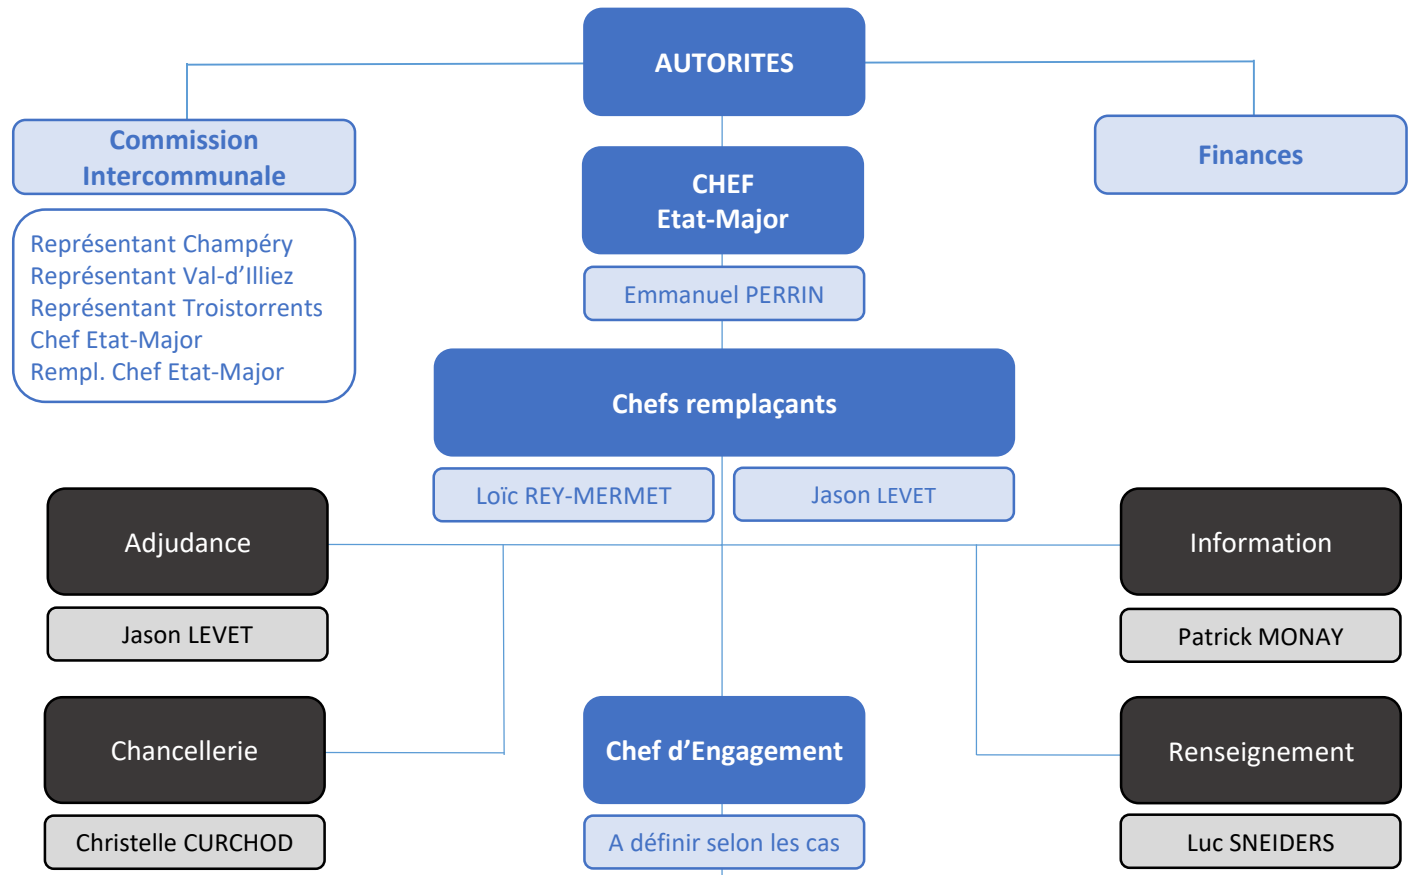 AUTORITES
Commission
Intercommunale
Finances
CHEF
Etat-Major
Représentant Champéry
Représentant Val-d’Illiez
Représentant Troistorrents
Chef Etat-Major
Rempl. Chef Etat-Major
Emmanuel PERRIN
Chefs remplaçants
Loïc REY-MERMET
Jason LEVET
Adjudance
Information
Jason LEVET
Patrick MONAY
Chancellerie
Chef d’Engagement
Renseignement
Christelle CURCHOD
A définir selon les cas
Luc SNEIDERS